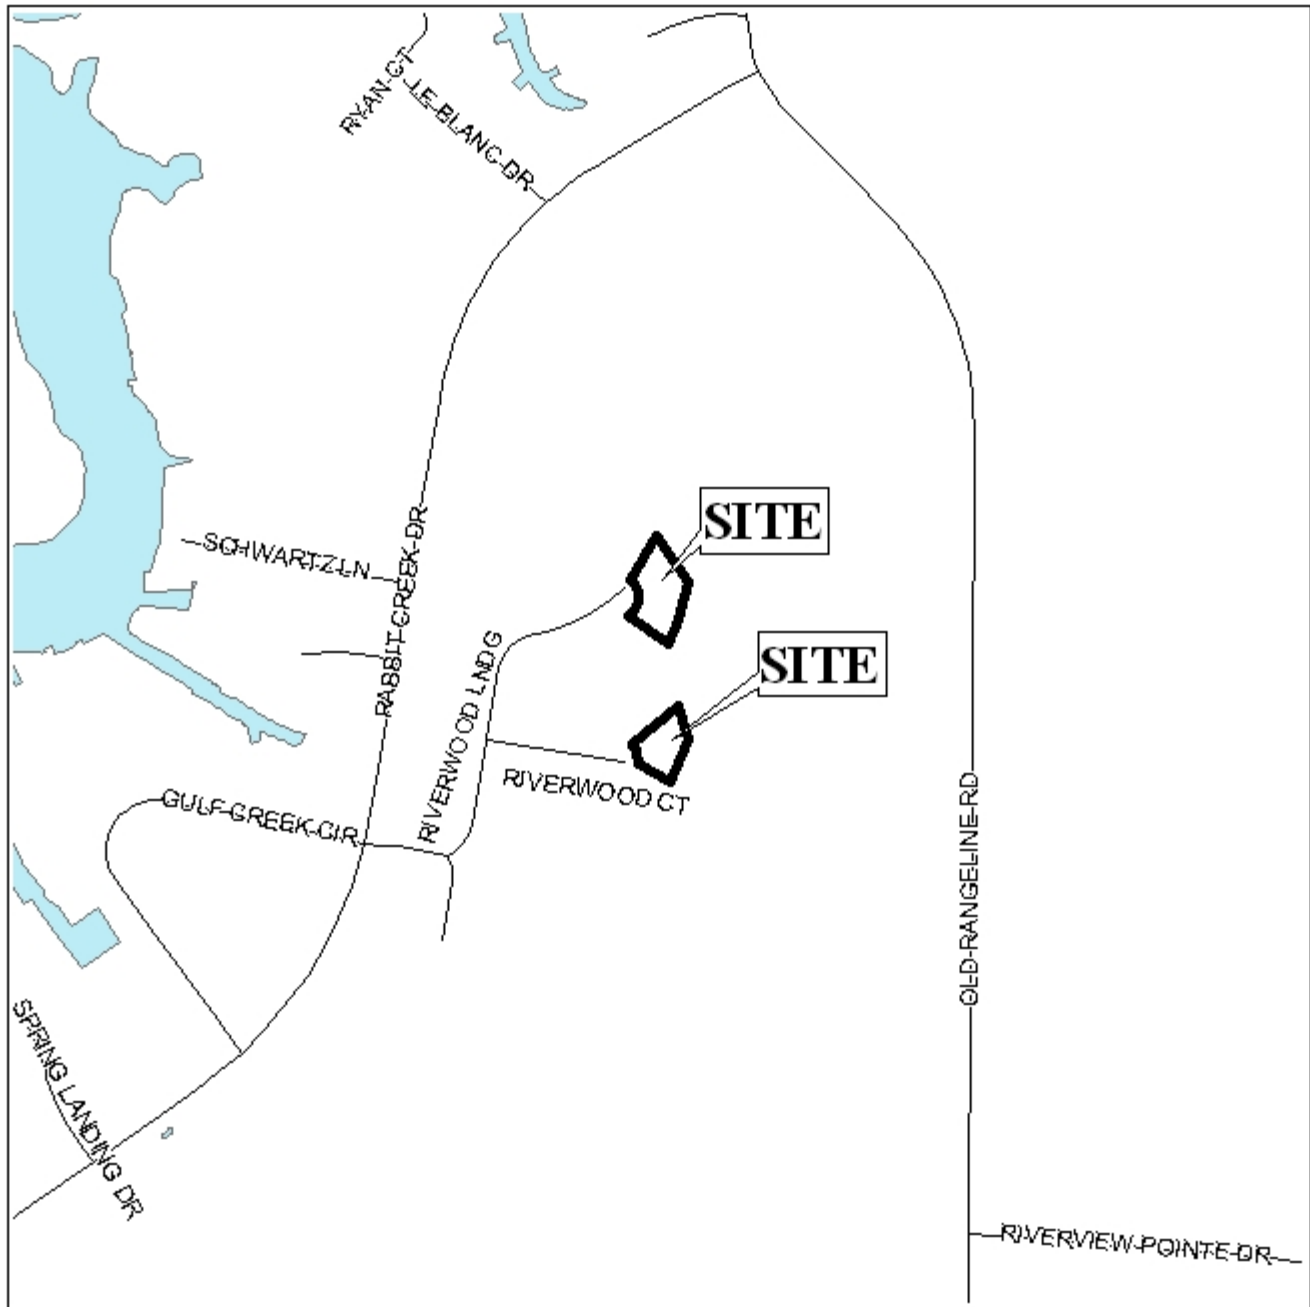 RYAN CT
LE BLANC DR
SITE
SCHWARTZ LN
RABBIT CREEK DR
SITE
RIVERWOOD LNDG
RIVERWOOD CT
GULF CREEK CIR
OLD RANGELINE RD
SPRING LANDING DR
RIVERVIEW POINTE DR